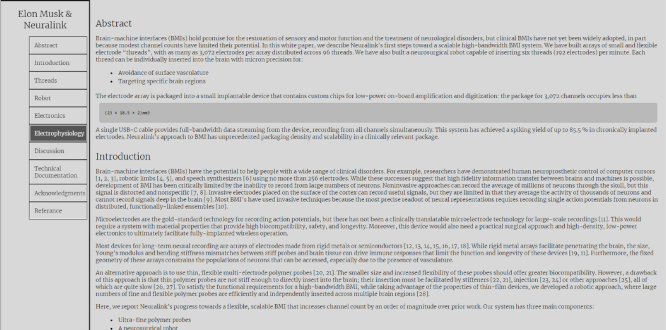 Elon Musk &
Neuralink
Abstract
Introduction
Threads
Robot
Electronics
Electrophysiology
Discussion
Technical
Documentation
Acknowledgments
Referance
Abstract
Brain-machine interfaces (BMIs) hold promise for the restoration of sensory and motor function and the treatment of neurological disorders, but clinical BMIs have not yet been widely adopted, in part
because modest channel counts have limited their potential. In this white paper, we describe Neuralink's first steps toward a scalable high-bandwidth BMI system. We have built arrays of small and flexible
electrode "threads", with as many as 3,072 electrodes per array distributed across 96 threads. We have also built a neurosurgical robot capable of inserting six threads (192 electrodes) per minute. Each
thread can be individually inserted into the brain with micron precision for:
Avoidance of surface vasculature
Targeting specific brain regions
The electrode array is packaged into a small implantable device that contains custom chips for low-power on-board amplification and digitization: the package for 3,072 channels occupies less
(23 × 18.5 × 2)mm3
A single USB-C cable provides full-bandwidth data streaming from the device, recording from all channels simultaneously. This system has achieved a spiking yield of up to 85.5 % in chronically implanted
electrodes. Neuralink's approach to BMI has unprecedented packaging density and scalability in a clinically relevant package.
Introduction
Brain-machine interfaces (BMIs) have the potential to help people with a wide range of clinical disorders. For example, researchers have demonstrated human neuroprosthetic control of computer cursors
[1, 2, 3], robotic limbs [4, 5], and speech synthesizers [6] using no more than 256 electrodes. While these successes suggest that high fidelity information transfer between brains and machines is possible,
development of BMI has been critically limited by the inability to record from large numbers of neurons. Noninvasive approaches can record the average of millions of neurons through the skull, but this
signal is distorted and nonspecific [7, 8]. Invasive electrodes placed on the surface of the cortex can record useful signals, but they are limited in that they average the activity of thousands of neurons and
cannot record signals deep in the brain [9]. Most BMI's have used invasive techniques because the most precise readout of neural representations requires recording single action potentials from neurons in
distributed, functionally-linked ensembles [10].
Microelectrodes are the gold-standard technology for recording action potentials, but there has not been a clinically translatable microelectrode technology for large-scale recordings [11]. This would
require a system with material properties that provide high biocompatibility, safety, and longevity. Moreover, this device would also need a practical surgical approach and high-density, low-power
electronics to ultimately facilitate fully-implanted wireless operation.
Most devices for long-term neural recording are arrays of electrodes made from rigid metals or semiconductors [12, 13, 14, 15, 16, 17, 18]. While rigid metal arrays facilitate penetrating the brain, the size,
Young's modulus and bending stiffness mismatches between stiff probes and brain tissue can drive immune responses that limit the function and longevity of these devices [19, 11]. Furthermore, the fixed
geometry of these arrays constrains the populations of neurons that can be accessed, especially due to the presence of vasculature.
An alternative approach is to use thin, flexible multi-electrode polymer probes [20, 21]. The smaller size and increased flexibility of these probes should offer greater biocompatibility. However, a drawback
of this approach is that thin polymer probes are not stiff enough to directly insert into the brain; their insertion must be facilitated by stiffeners [22, 21], injection [23, 24] or other approaches [25], all of
which are quite slow [26, 27]. To satisfy the functional requirements for a high-bandwidth BMI, while taking advantage of the properties of thin-film devices, we developed a robotic approach, where large
numbers of fine and flexible polymer probes are efficiently and independently inserted across multiple brain regions [28].
Here, we report Neuralink's progress towards a flexible, scalable BMI that increases channel count by an order of magnitude over prior work. Our system has three main components:
Ultra-fine polymer probes
A neurosurgical robot